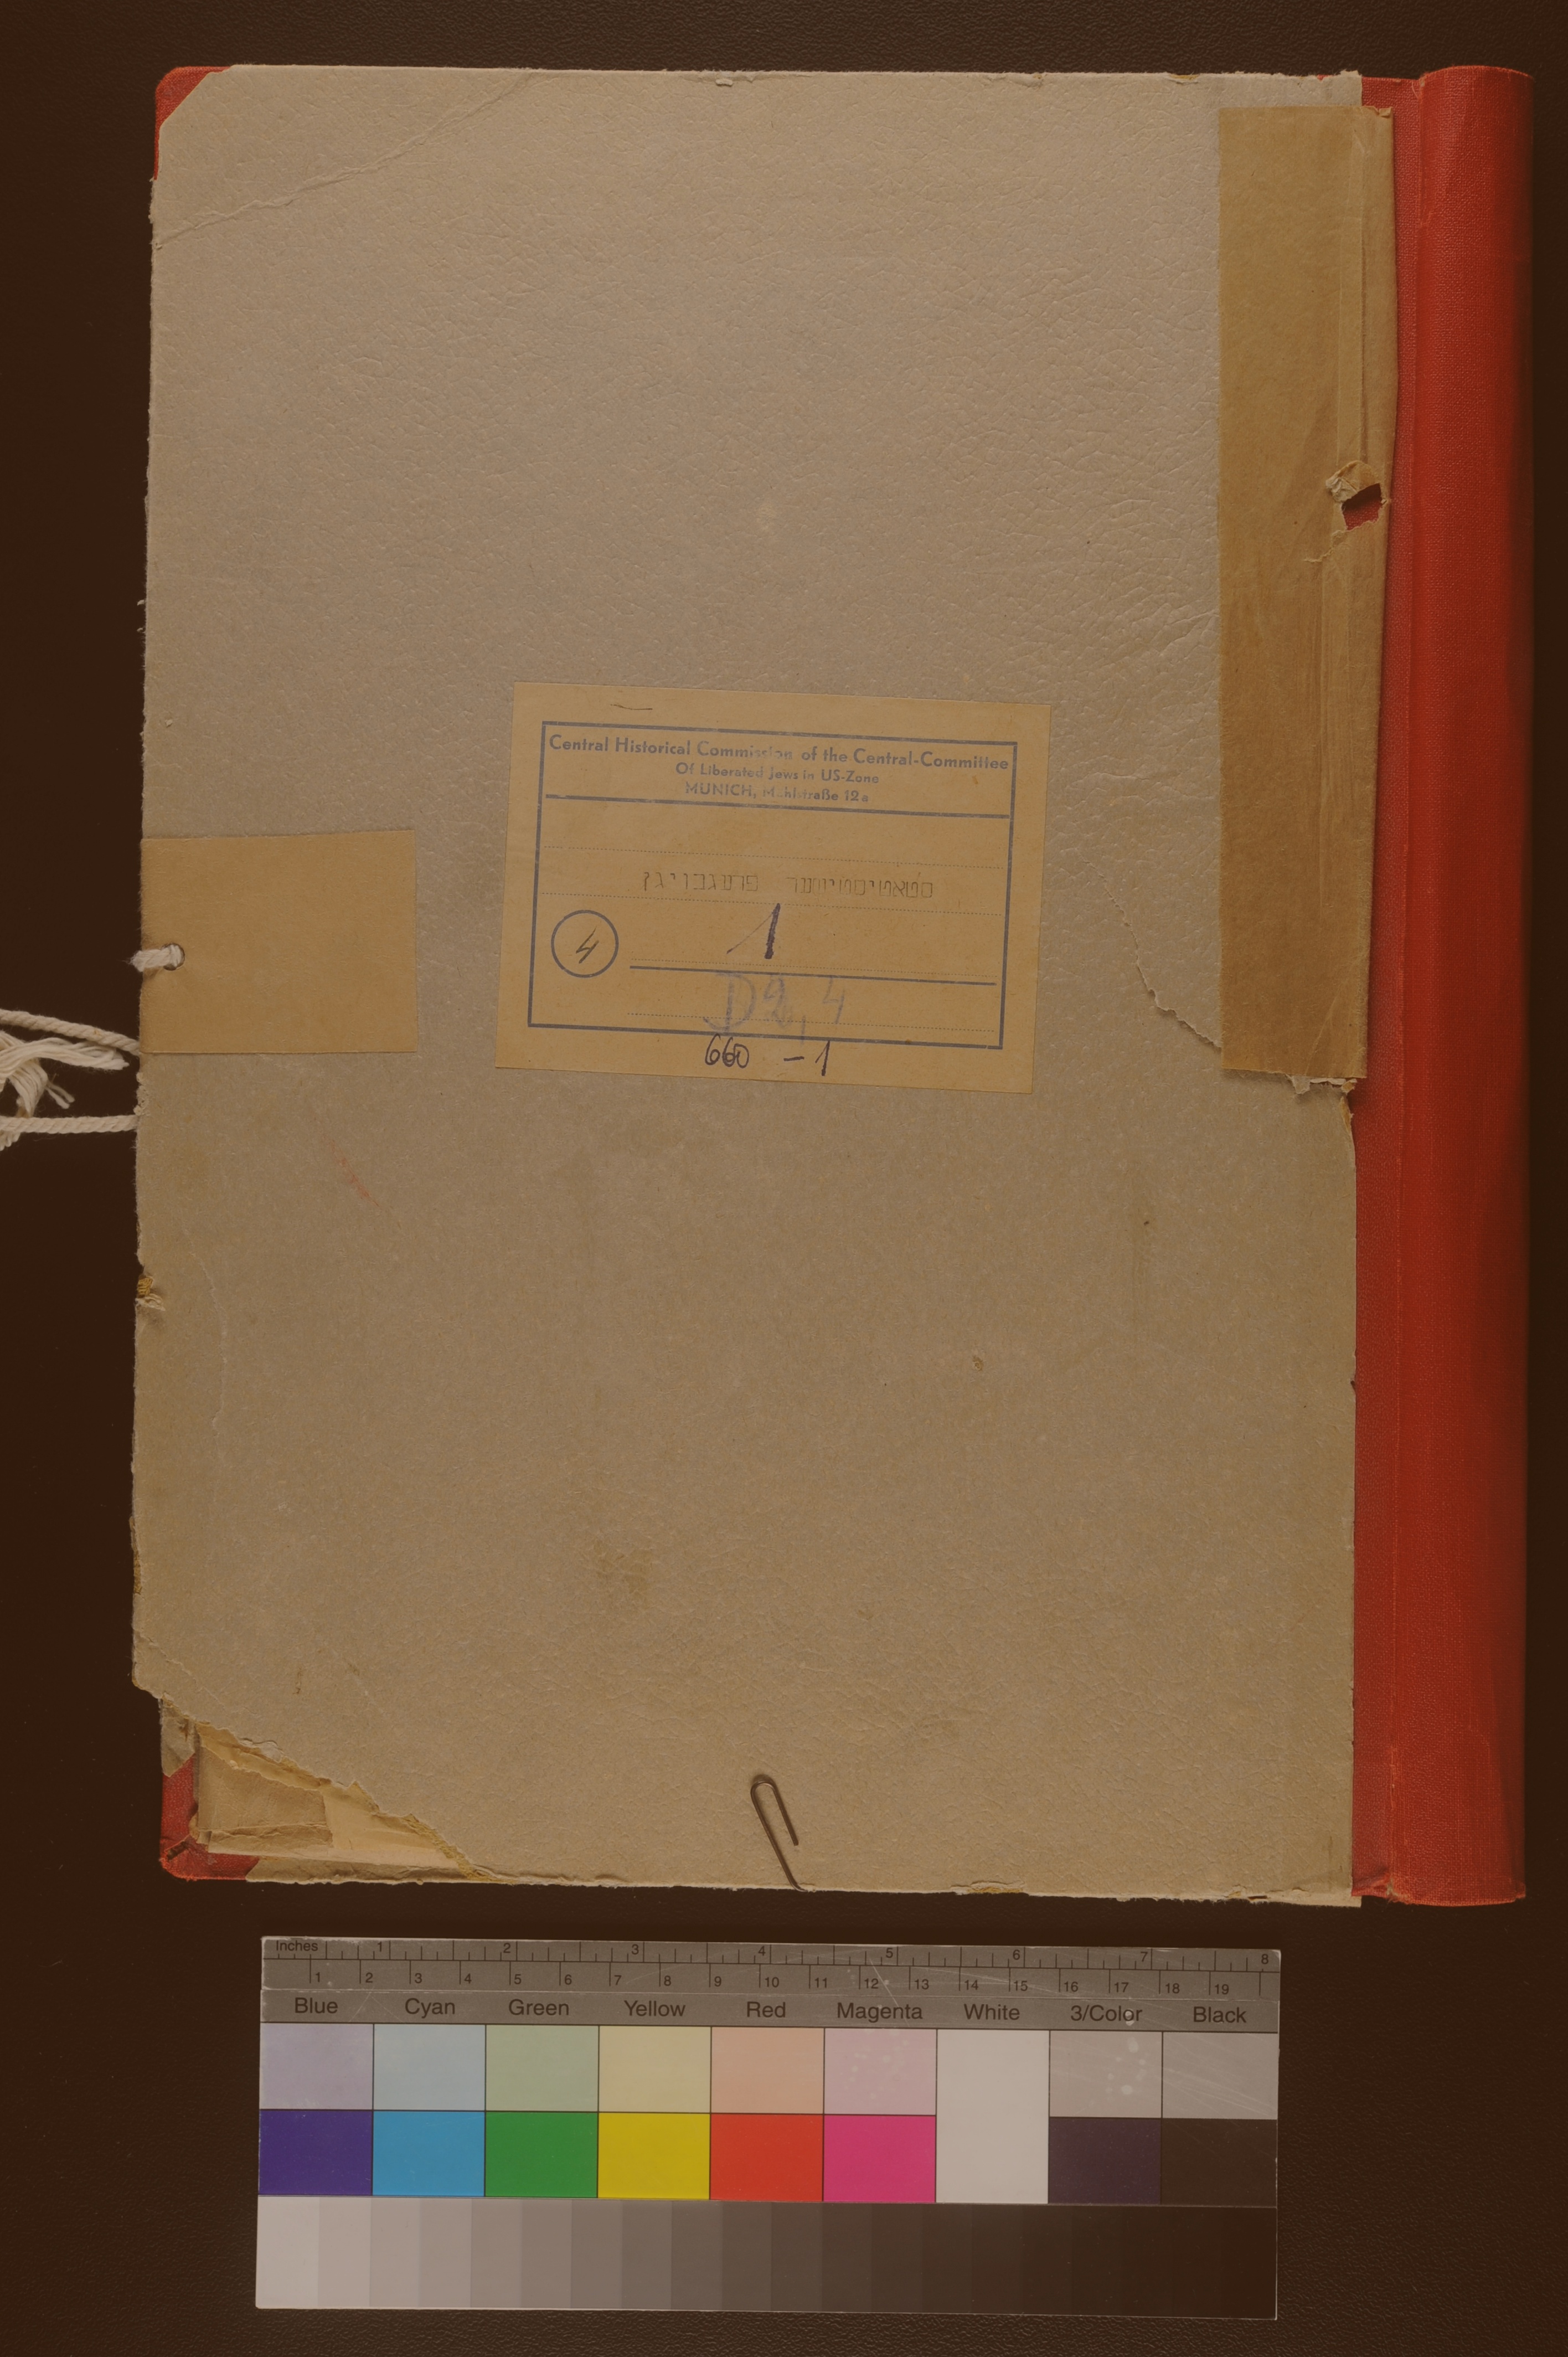 Central Historical Commission of the Central-Committee
Of Liberated Jews in US-Zone
MUNICH, Möhlstraße 12a
סטאטיסטישער פרעגבויגן
1
4
D2,4
660 - 1
Inches 1 2 3 4 5 6 7 8
1 2 3 4 5 6 7 8 9 10 11 12 13 14 15 16 17 18 19
Blue Cyan Green Yellow Red Magenta White 3/Color Black